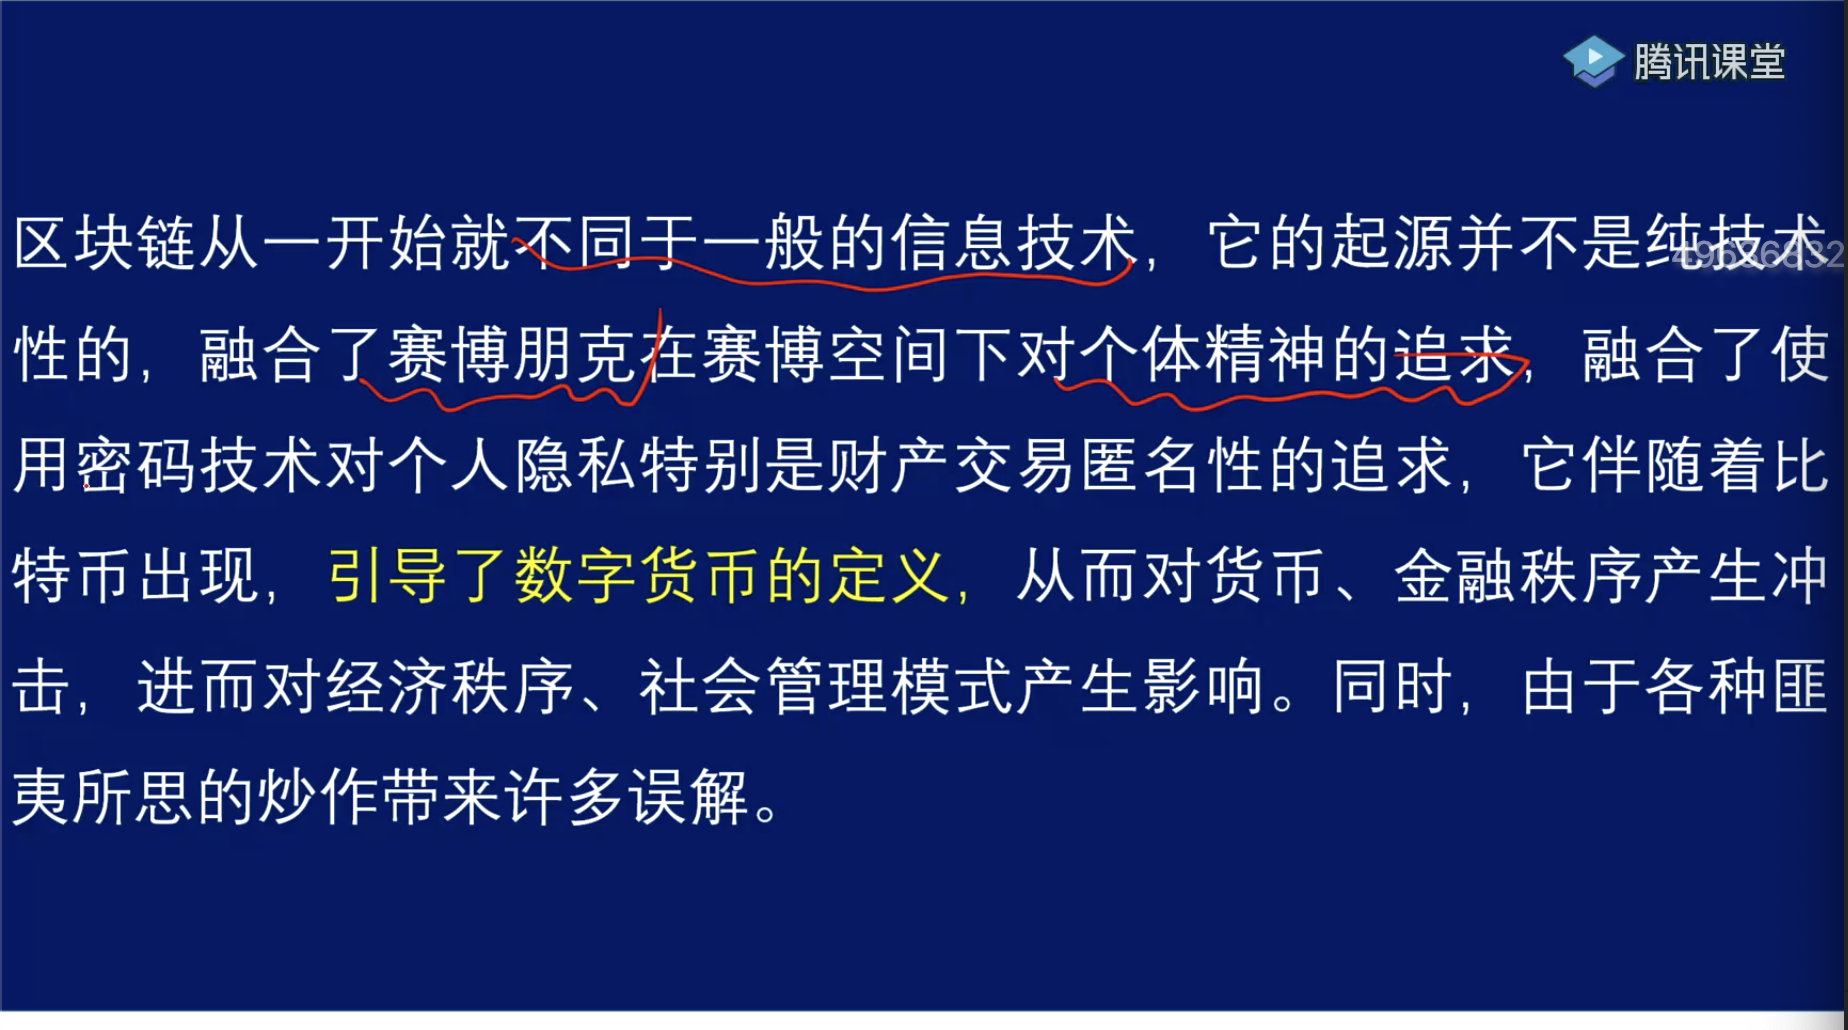 腾讯课堂
区块链从一开始就不同于一般的信息技术，它的起源并不是纯技术
性的，融合了赛博朋克在赛博空间下对个体精神的追求，融合了使
用密码技术对个人隐私特别是财产交易匿名性的追求，它伴随着比
特币出现，引导了数字货币的定义，从而对货币、金融秩序产生冲
击，进而对经济秩序、社会管理模式产生影响。同时，由于各种匪
夷所思的炒作带来许多误解。